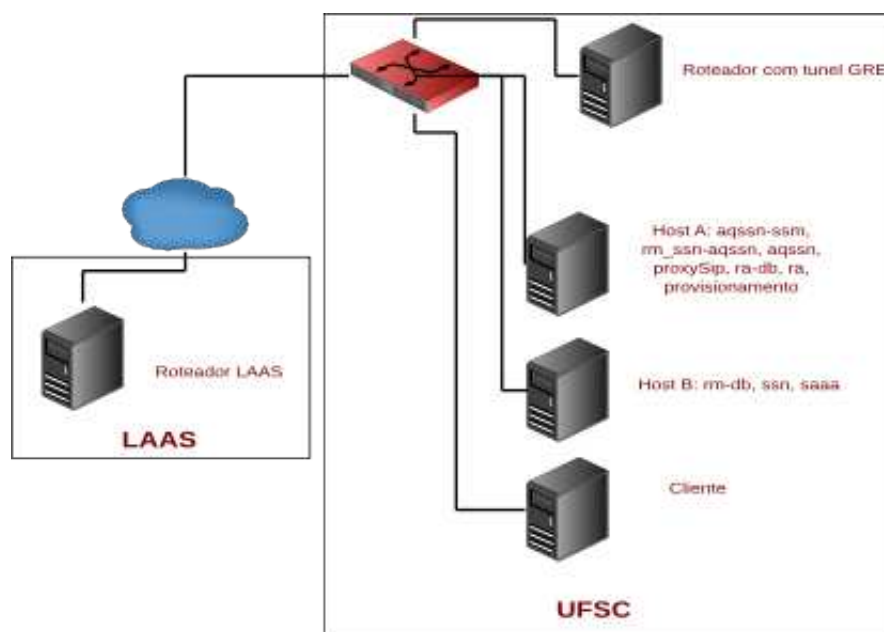 Roteador com tunel GRE
Host A: aqssn-ssm,
rm_ssn-aqssn, aqssn,
proxySip, ra-db, ra,
provisionamento
Roteador LAAS
Host B: rm-db, ssn, saaa
LAAS
Cliente
UFSC